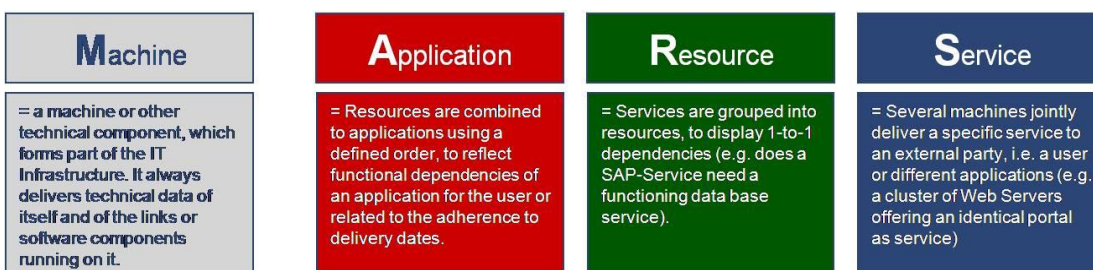 Machine
= a machine or other
technical component, which
forms part of the IT
Infrastructure. It always
delivers technical data of
itself and of the links or
software components
running on it.
Application
= Resources are combined
to applications using a
defined order, to reflect
functional dependencies of
an application for the user or
related to the adherence to
delivery dates.
Resource
= Services are grouped into
resources, to display 1-to-1
dependencies (e.g. does a
SAP-Service need a
functioning data base
service).
Service
= Several machines jointly
deliver a specific service to
an external party, i.e. a user
or different applications (e.g.
a cluster of Web Servers
offering an identical portal
as service)